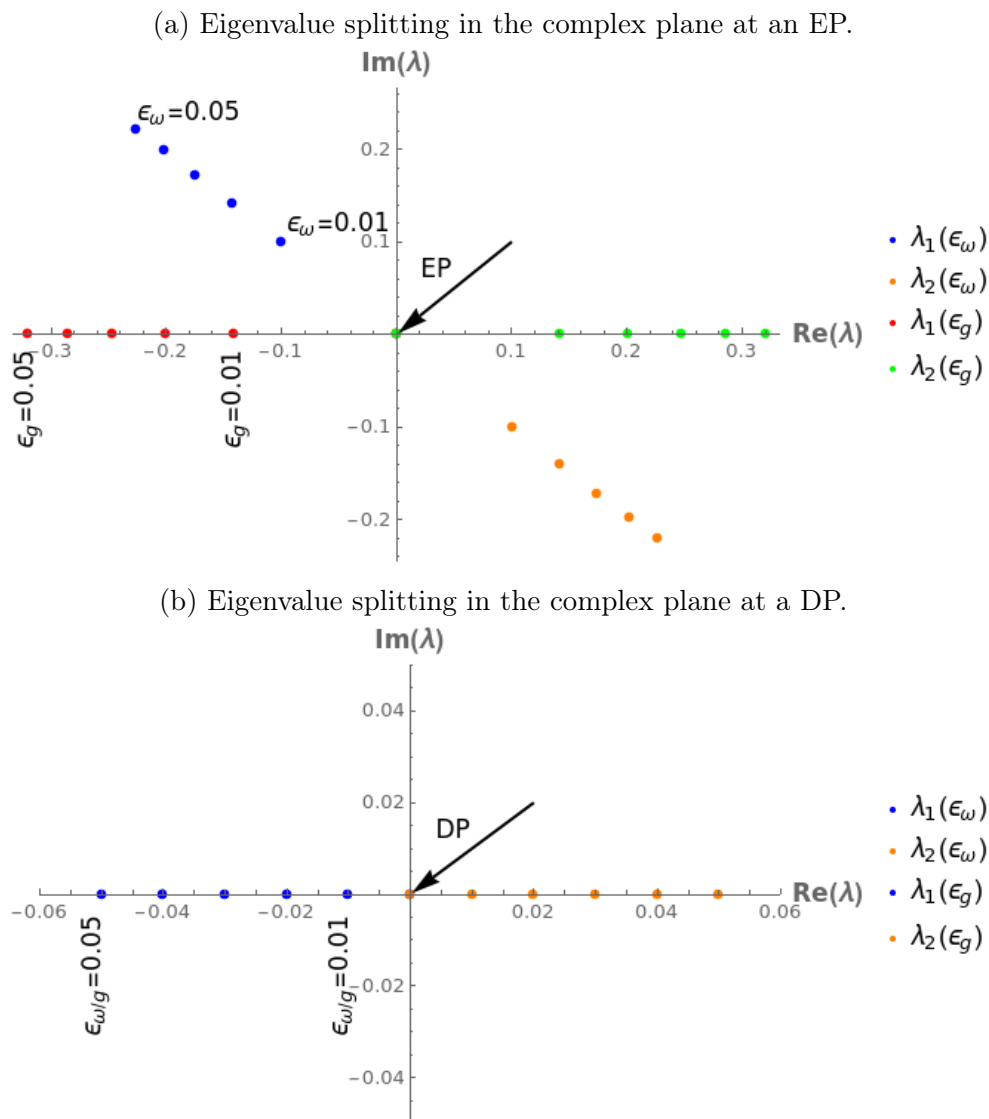 (a) Eigenvalue splitting in the complex plane at an EP.
Im(λ)
ϵω=0.05
0.2
ϵω=0.01
0.1
EP
λ₁(ϵω)
λ₂(ϵω)
λ₁(ϵg)
λ₂(ϵg)
−0.3 −0.2 −0.1 0.1 0.2 0.3
Re(λ)
ϵg=0.05
ϵg=0.01
−0.1
−0.2
(b) Eigenvalue splitting in the complex plane at a DP.
Im(λ)
0.04
0.02
DP
λ₁(ϵω)
λ₂(ϵω)
λ₁(ϵg)
λ₂(ϵg)
−0.06 −0.04 −0.02 0.02 0.04 0.06
Re(λ)
ϵω/g=0.05
ϵω/g=0.01
−0.02
−0.04